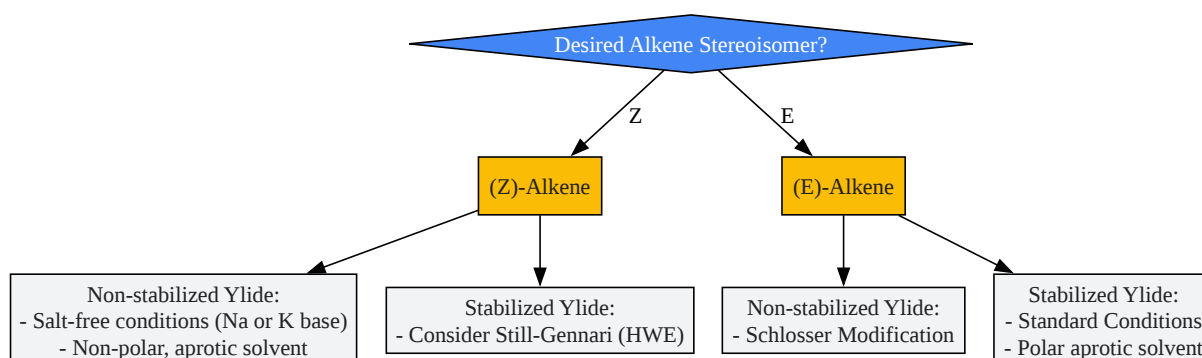 Desired Alkene Stereoisomer?
Z
E
(Z)-Alkene
(E)-Alkene
Non-stabilized Ylide:
- Salt-free conditions (Na or K base)
- Non-polar, aprotic solvent
Stabilized Ylide:
- Consider Still-Gennari (HWE)
Non-stabilized Ylide:
- Schlosser Modification
Stabilized Ylide:
- Standard Conditions
- Polar aprotic solvent